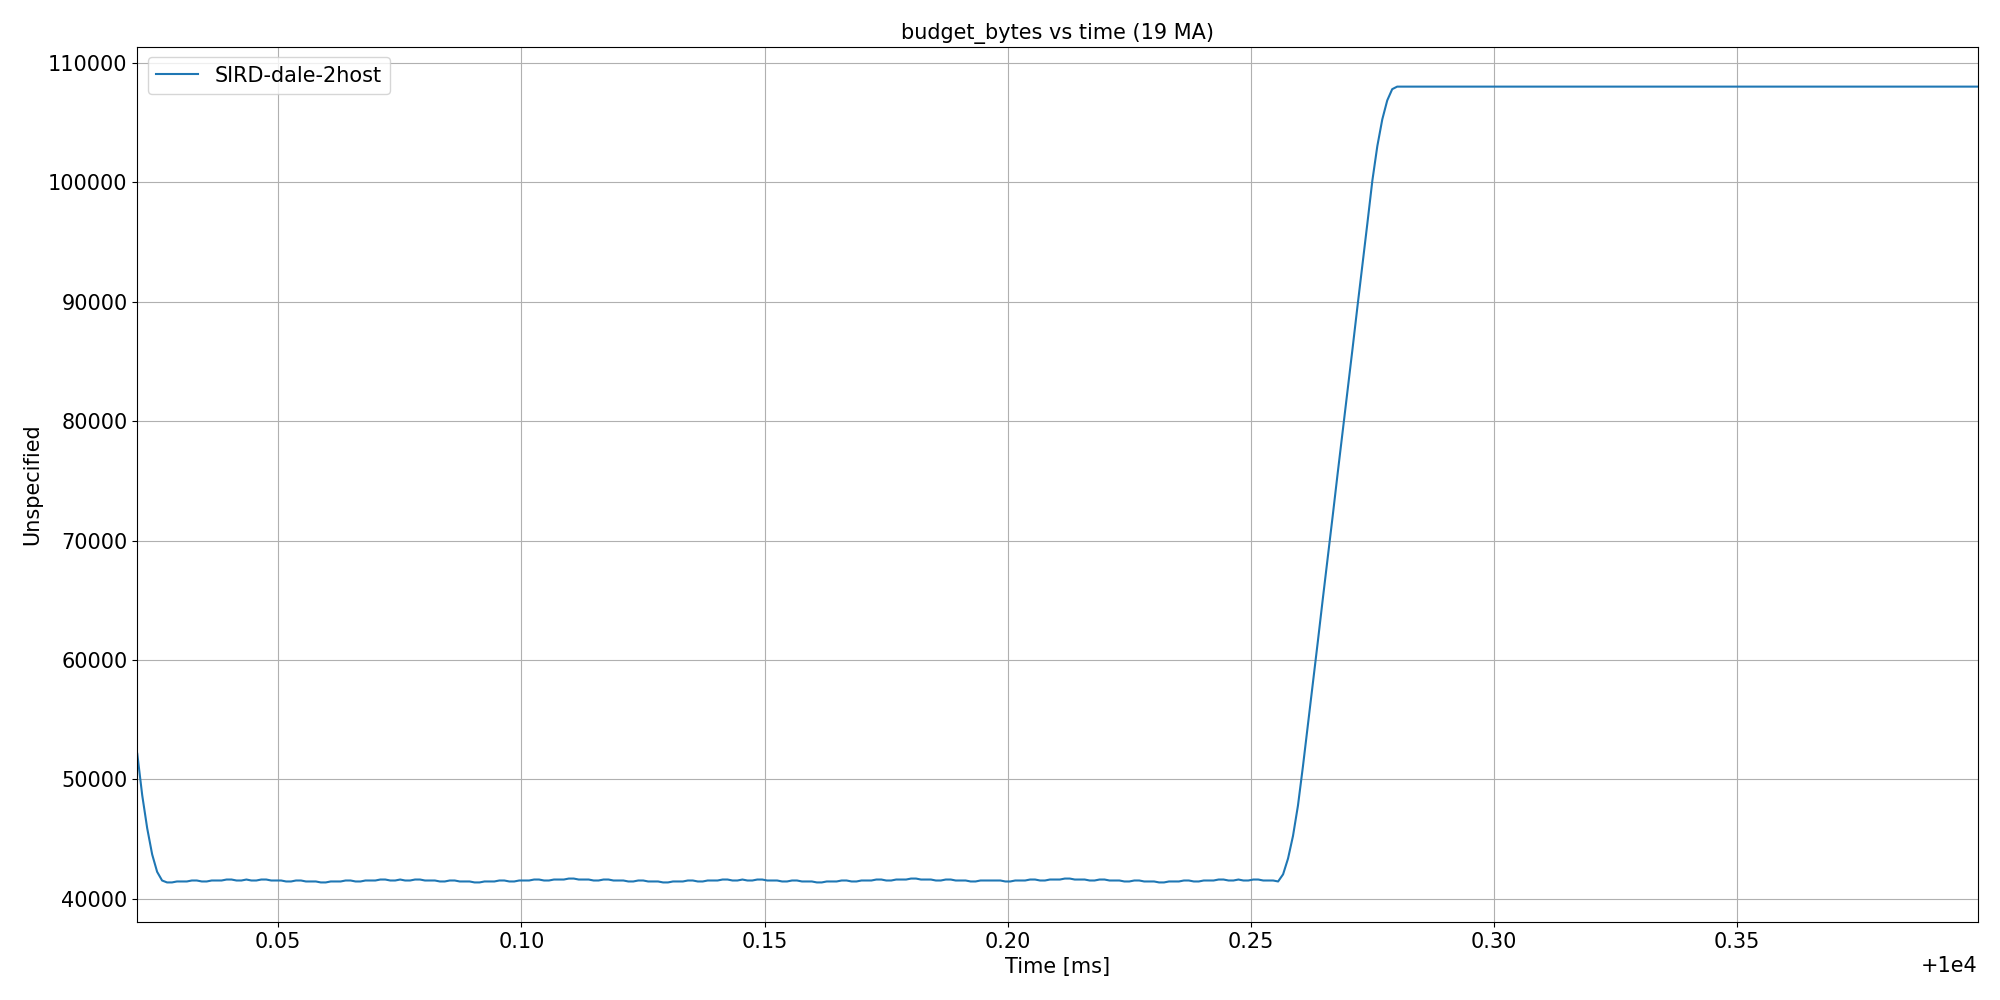 budget_bytes vs time (19 MA)
SIRD-dale-2host
110000
100000
90000
80000
70000
60000
50000
40000
Unspecified
0.05 0.10 0.15 0.20 0.25 0.30 0.35
Time [ms]
+1e4